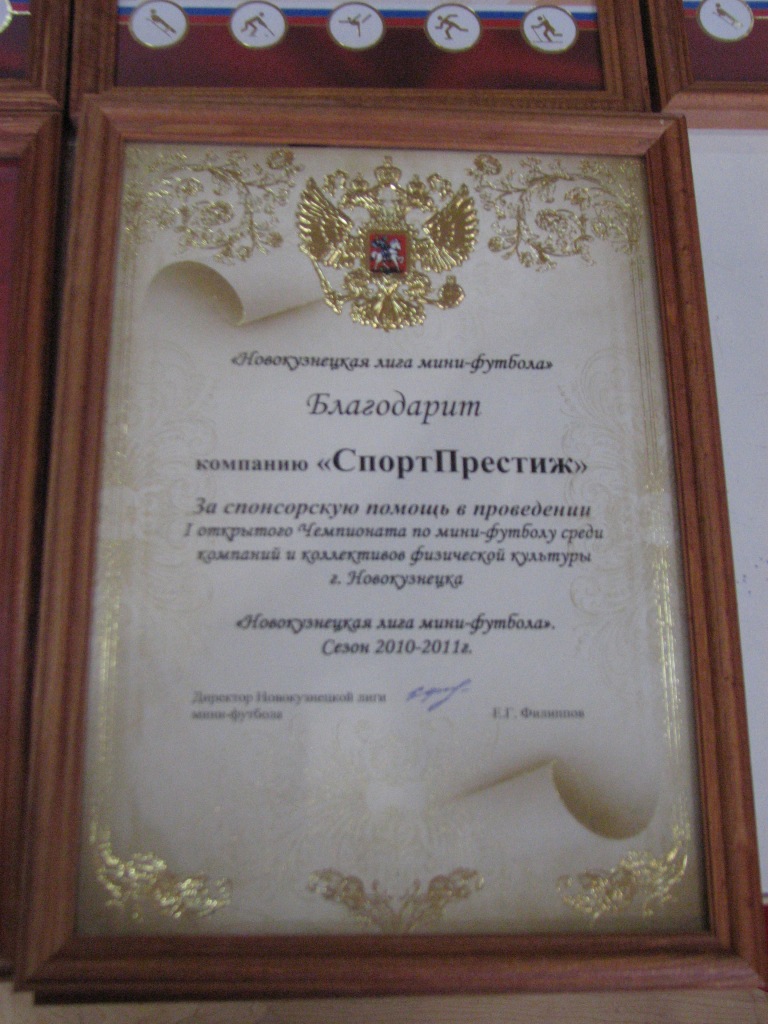 «Новокузнецкая лига мини-футбола»
Благодарит
компанию «СпортПрестиж»
За спонсорскую помощь в проведении
I открытого Чемпионата по мини-футболу среди
компаний и коллективов физической культуры
г. Новокузнецка
«Новокузнецкая лига мини-футбола».
Сезон 2010-2011г.
Директор Новокузнецкой лиги
мини-футбола
Е.Г. Филиппов